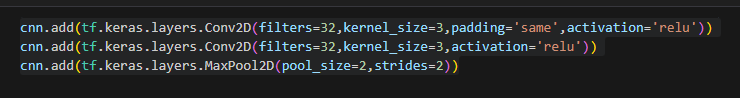 cnn.add(tf.keras.layers.Conv2D(filters=32,kernel_size=3,padding='same',activation='relu'))
cnn.add(tf.keras.layers.Conv2D(filters=32,kernel_size=3,activation='relu'))
cnn.add(tf.keras.layers.MaxPool2D(pool_size=2,strides=2))